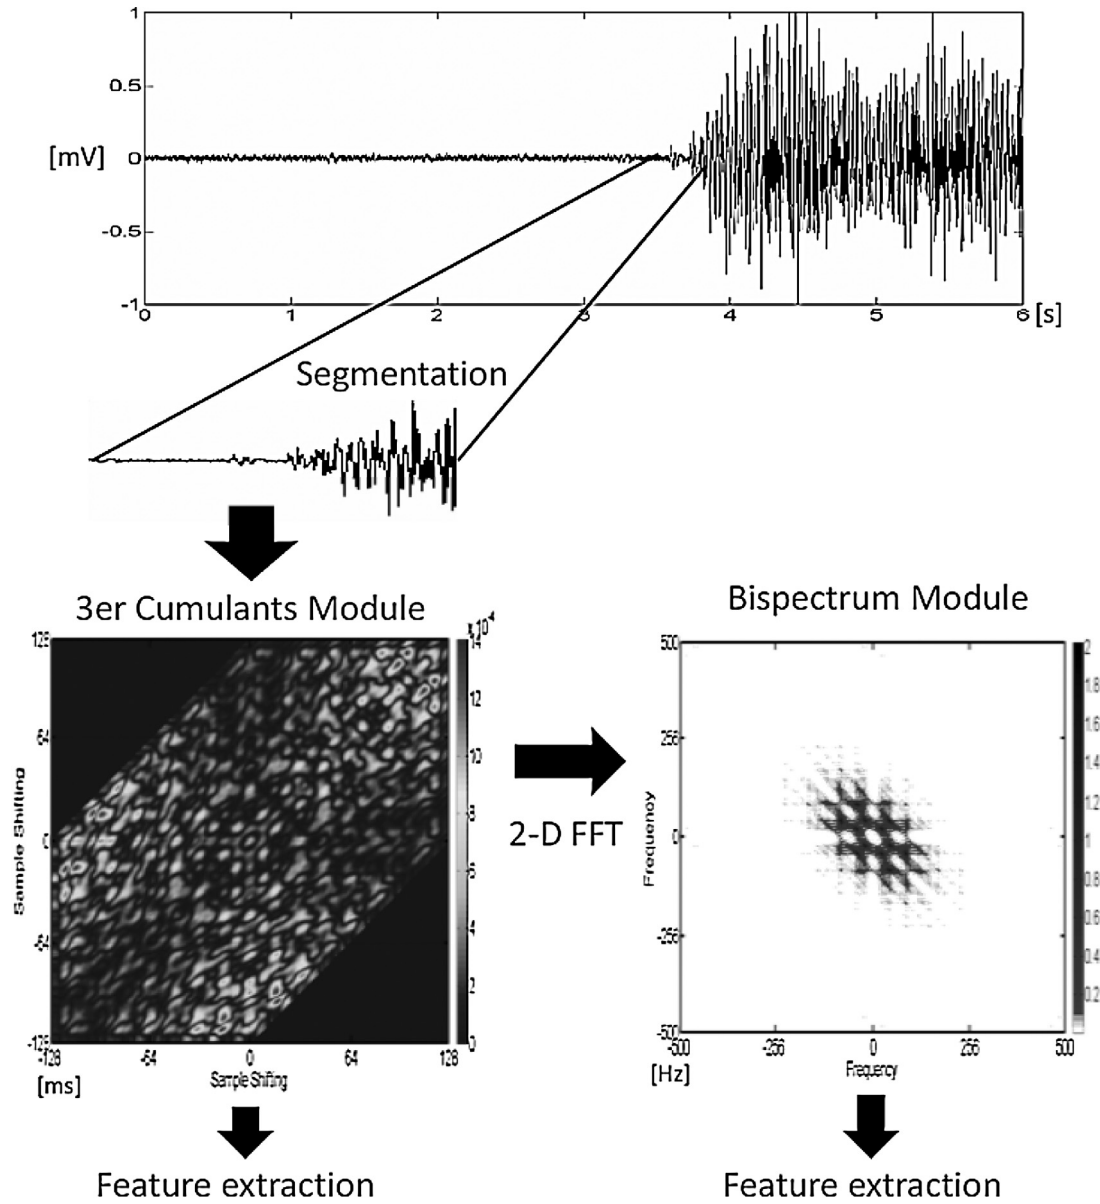 1
0.5
[mV] 0
-0.5
-1
0 1 2 3 4 5 6 [s]
Segmentation
3er Cumulants Module
Bispectrum Module
x10^-4
128
64
0
-64
-128
Sample Shifting
14
12
10
8
6
4
2
0
-128 -64 0 64 128
[ms] Sample Shifting
2-D FFT
500
256
0
-256
-500
Frequency
2
1.8
1.6
1.4
1.2
1
0.8
0.6
0.4
0.2
-500 -256 0 256 500
[Hz] Frequency
Feature extraction
Feature extraction